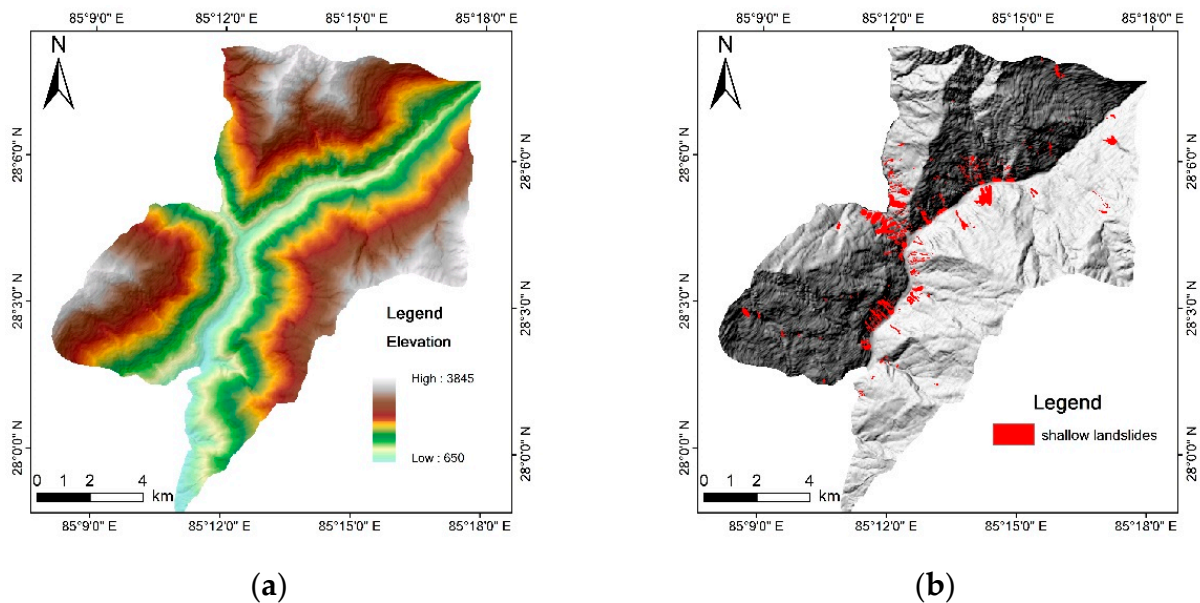 85°9'0" E 85°12'0" E 85°15'0" E 85°18'0" E
N
28°6'0" N
28°6'0" N
28°3'0" N
28°3'0" N
28°0'0" N
28°0'0" N
Legend
Elevation
High : 3845
Low : 650
0 1 2 4
km
85°9'0" E 85°12'0" E 85°15'0" E 85°18'0" E
(a)
85°9'0" E 85°12'0" E 85°15'0" E 85°18'0" E
N
28°6'0" N
28°6'0" N
28°3'0" N
28°3'0" N
28°0'0" N
28°0'0" N
Legend
shallow landslides
0 1 2 4
km
85°9'0" E 85°12'0" E 85°15'0" E 85°18'0" E
(b)